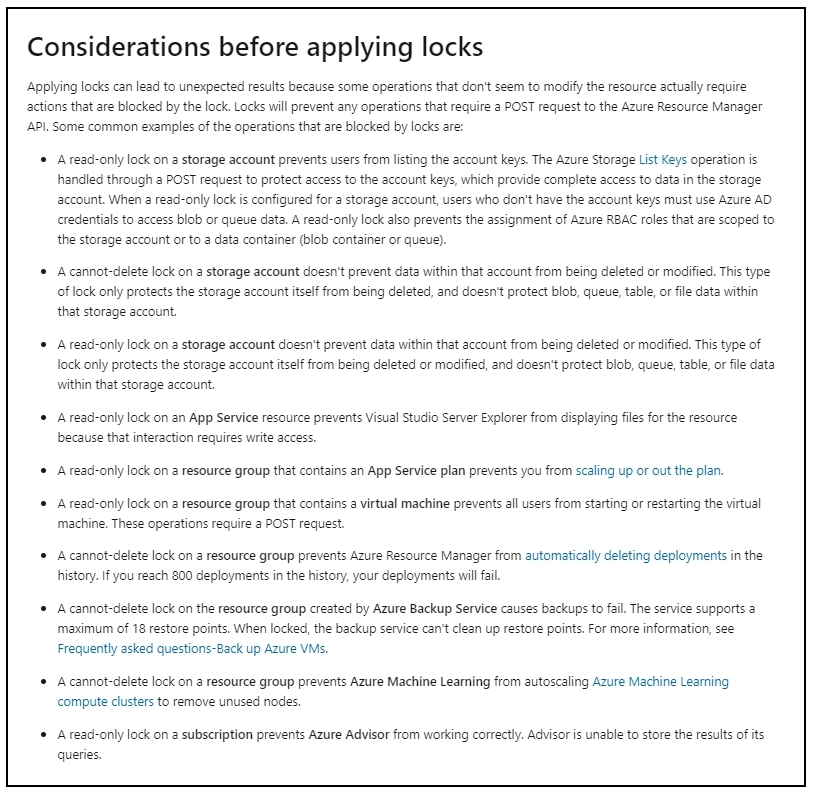 Considerations before applying locks
Applying locks can lead to unexpected results because some operations that don't seem to modify the resource actually require
actions that are blocked by the lock. Locks will prevent any operations that require a POST request to the Azure Resource Manager
API. Some common examples of the operations that are blocked by locks are:
• A read-only lock on a storage account prevents users from listing the account keys. The Azure Storage List Keys operation is
handled through a POST request to protect access to the account keys, which provide complete access to data in the storage
account. When a read-only lock is configured for a storage account, users who don't have the account keys must use Azure AD
credentials to access blob or queue data. A read-only lock also prevents the assignment of Azure RBAC roles that are scoped to
the storage account or to a data container (blob container or queue).
• A cannot-delete lock on a storage account doesn't prevent data within that account from being deleted or modified. This type
of lock only protects the storage account itself from being deleted, and doesn't protect blob, queue, table, or file data within
that storage account.
• A read-only lock on a storage account doesn't prevent data within that account from being deleted or modified. This type of
lock only protects the storage account itself from being deleted or modified, and doesn't protect blob, queue, table, or file data
within that storage account.
• A read-only lock on an App Service resource prevents Visual Studio Server Explorer from displaying files for the resource
because that interaction requires write access.
• A read-only lock on a resource group that contains an App Service plan prevents you from scaling up or out the plan.
• A read-only lock on a resource group that contains a virtual machine prevents all users from starting or restarting the virtual
machine. These operations require a POST request.
• A cannot-delete lock on a resource group prevents Azure Resource Manager from automatically deleting deployments in the
history. If you reach 800 deployments in the history, your deployments will fail.
• A cannot-delete lock on the resource group created by Azure Backup Service causes backups to fail. The service supports a
maximum of 18 restore points. When locked, the backup service can't clean up restore points. For more information, see
Frequently asked questions-Back up Azure VMs.
• A cannot-delete lock on a resource group prevents Azure Machine Learning from autoscaling Azure Machine Learning
compute clusters to remove unused nodes.
• A read-only lock on a subscription prevents Azure Advisor from working correctly. Advisor is unable to store the results of its
queries.